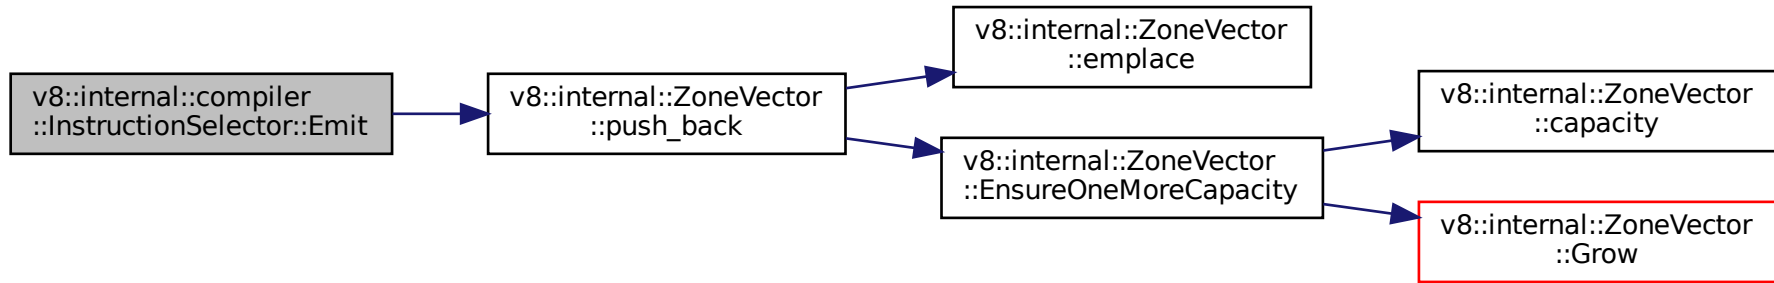 v8::internal::compiler
::InstructionSelector::Emit
v8::internal::ZoneVector
::push_back
v8::internal::ZoneVector
::emplace
v8::internal::ZoneVector
::EnsureOneMoreCapacity
v8::internal::ZoneVector
::capacity
v8::internal::ZoneVector
::Grow